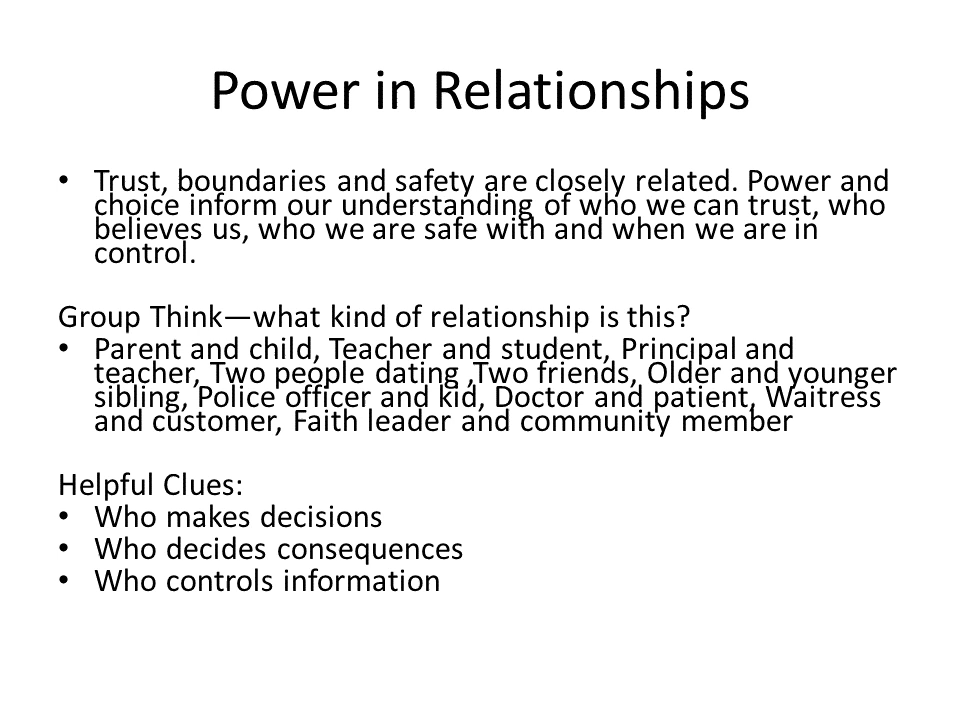 Power in Relationships
• Trust, boundaries and safety are closely related. Power and
choice inform our understanding of who we can trust, who
believes us, who we are safe with and when we are in
control.
Group Think—what kind of relationship is this?
• Parent and child, Teacher and student, Principal and
teacher, Two people dating ,Two friends, Older and younger
sibling, Police officer and kid, Doctor and patient, Waitress
and customer, Faith leader and community member
Helpful Clues:
• Who makes decisions
• Who decides consequences
• Who controls information